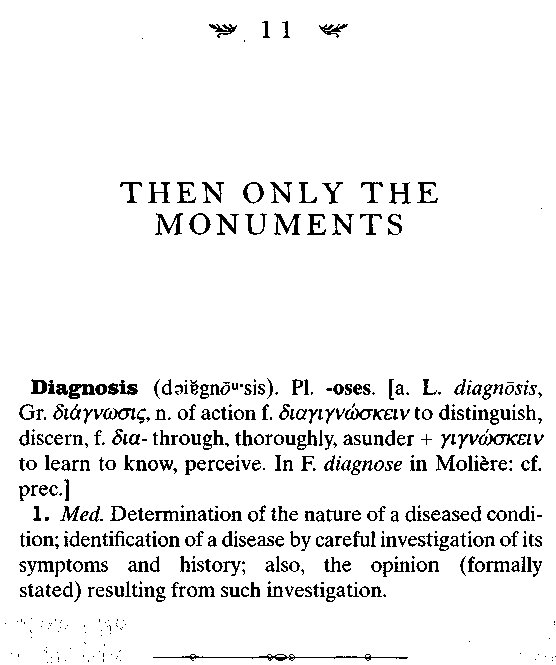 11
THEN ONLY THE
MONUMENTS
Diagnosis (dəiĕgnōᵘ·sis). Pl. -oses. [a. L. diagnōsis,
Gr. διάγνωσις, n. of action f. διαγιγνώσκειν to distinguish,
discern, f. δια- through, thoroughly, asunder + γιγνώσκειν
to learn to know, perceive. In F. diagnose in Molière: cf.
prec.]
1. Med. Determination of the nature of a diseased condi-
tion; identification of a disease by careful investigation of its
symptoms and history; also, the opinion (formally
stated) resulting from such investigation.